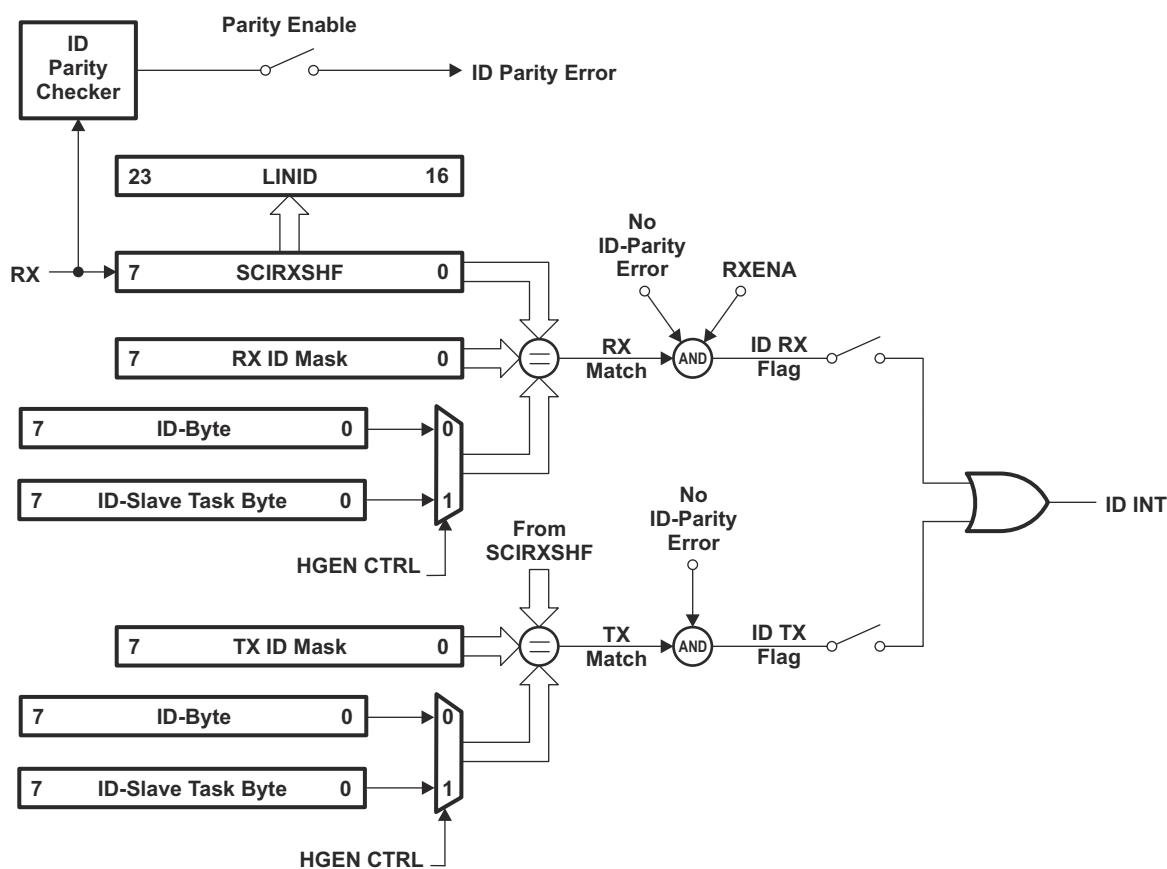 Parity Enable
ID
Parity
Checker
ID Parity Error
23 LINID 16
No
ID-Parity
Error
RXENA
RX
7 SCIRXSHF 0
7 RX ID Mask 0
=
RX
Match
AND
ID RX
Flag
7 ID-Byte 0
0
7 ID-Slave Task Byte 0
1
HGEN CTRL
From
SCIRXSHF
No
ID-Parity
Error
ID INT
7 TX ID Mask 0
=
TX
Match
AND
ID TX
Flag
7 ID-Byte 0
0
7 ID-Slave Task Byte 0
1
HGEN CTRL